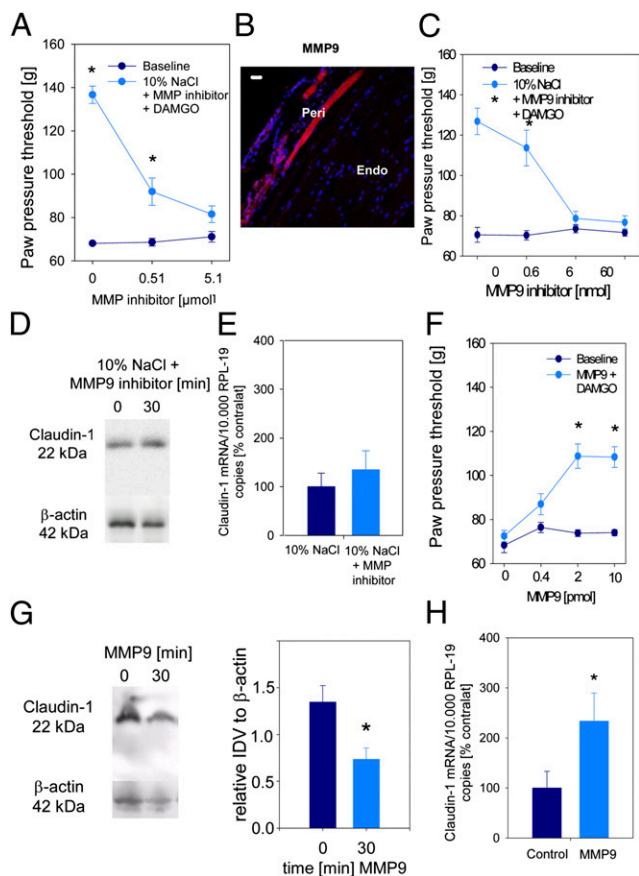 A
Paw pressure threshold [g]
160
140
120
100
80
60
Baseline
10% NaCl
+ MMP inhibitor
+ DAMGO
*
*
0
0.51
5.1
MMP inhibitor [µmol]
B
MMP9
Peri
Endo
C
Paw pressure threshold [g]
160
140
120
100
80
60
Baseline
10% NaCl
* + MMP9 inhibitor
+ DAMGO
*
0
0.6
6
60
MMP9 inhibitor [nmol]
D
10% NaCl +
MMP9 inhibitor [min]
0 30
Claudin-1
22 kDa
β-actin
42 kDa
E
Claudin-1 mRNA/10.000 RPL-19
copies [% contralat]
400
300
200
100
0
10% NaCl
10% NaCl
+ MMP
inhibitor
F
Paw pressure threshold [g]
160
140
120
100
80
60
Baseline
MMP9 +
DAMGO
* *
0
0.4
2
10
MMP9 [pmol]
G
MMP9 [min]
0 30
Claudin-1
22 kDa
β-actin
42 kDa
relative IDV to β-actin
1.5
1.0
0.5
0.0
*
0
30
time [min] MMP9
H
Claudin-1 mRNA/10.000 RPL-19
copies [% contralat]
400
300
200
100
0
*
Control
MMP9